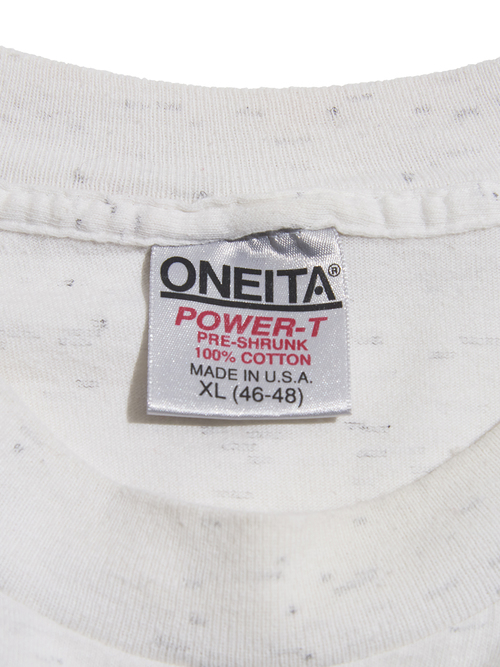 ONEITA®
POWER-T
PRE-SHRUNK
100% COTTON
MADE IN U.S.A.
XL (46-48)